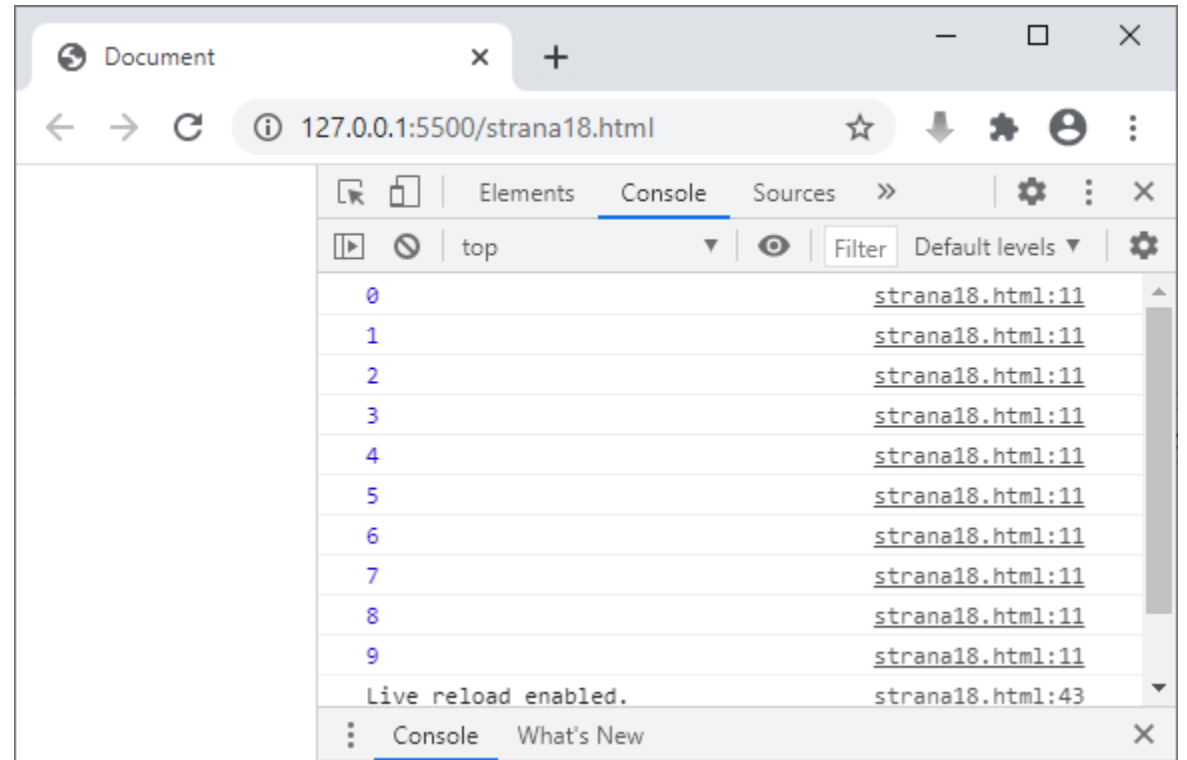 Document
127.0.0.1:5500/strana18.html
Elements Console Sources »
top Filter Default levels
0 strana18.html:11
1 strana18.html:11
2 strana18.html:11
3 strana18.html:11
4 strana18.html:11
5 strana18.html:11
6 strana18.html:11
7 strana18.html:11
8 strana18.html:11
9 strana18.html:11
Live reload enabled. strana18.html:43
Console What's New